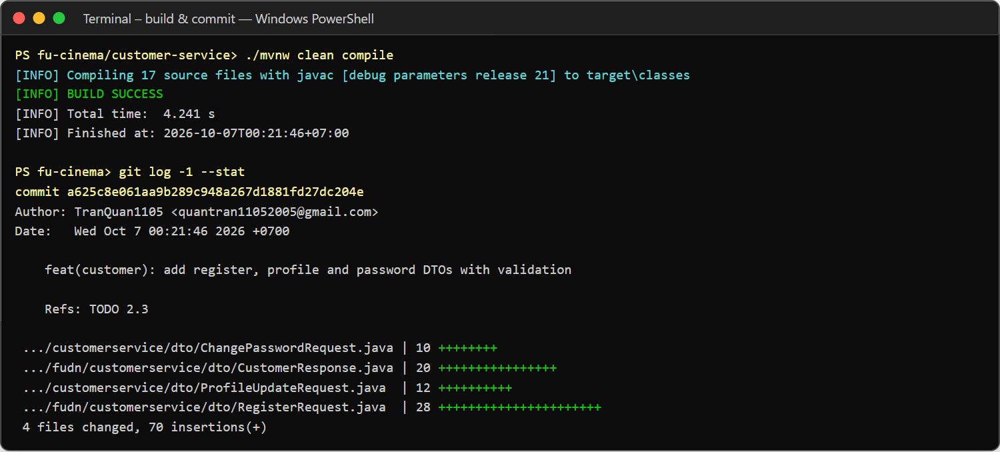 Terminal – build & commit — Windows PowerShell
PS fu-cinema/customer-service> ./mvnw clean compile
[INFO] Compiling 17 source files with javac [debug parameters release 21] to target\classes
[INFO] BUILD SUCCESS
[INFO] Total time:  4.241 s
[INFO] Finished at: 2026-10-07T00:21:46+07:00
PS fu-cinema> git log -1 --stat
commit a625c8e061aa9b289c948a267d1881fd27dc204e
Author: TranQuan1105 <quantran11052005@gmail.com>
Date:   Wed Oct 7 00:21:46 2026 +0700
feat(customer): add register, profile and password DTOs with validation
Refs: TODO 2.3
.../customerservice/dto/ChangePasswordRequest.java | 10 ++++++++
.../fudn/customerservice/dto/CustomerResponse.java | 20 ++++++++++++++++
.../customerservice/dto/ProfileUpdateRequest.java  | 12 ++++++++++
.../fudn/customerservice/dto/RegisterRequest.java  | 28 ++++++++++++++++++++++
4 files changed, 70 insertions(+)